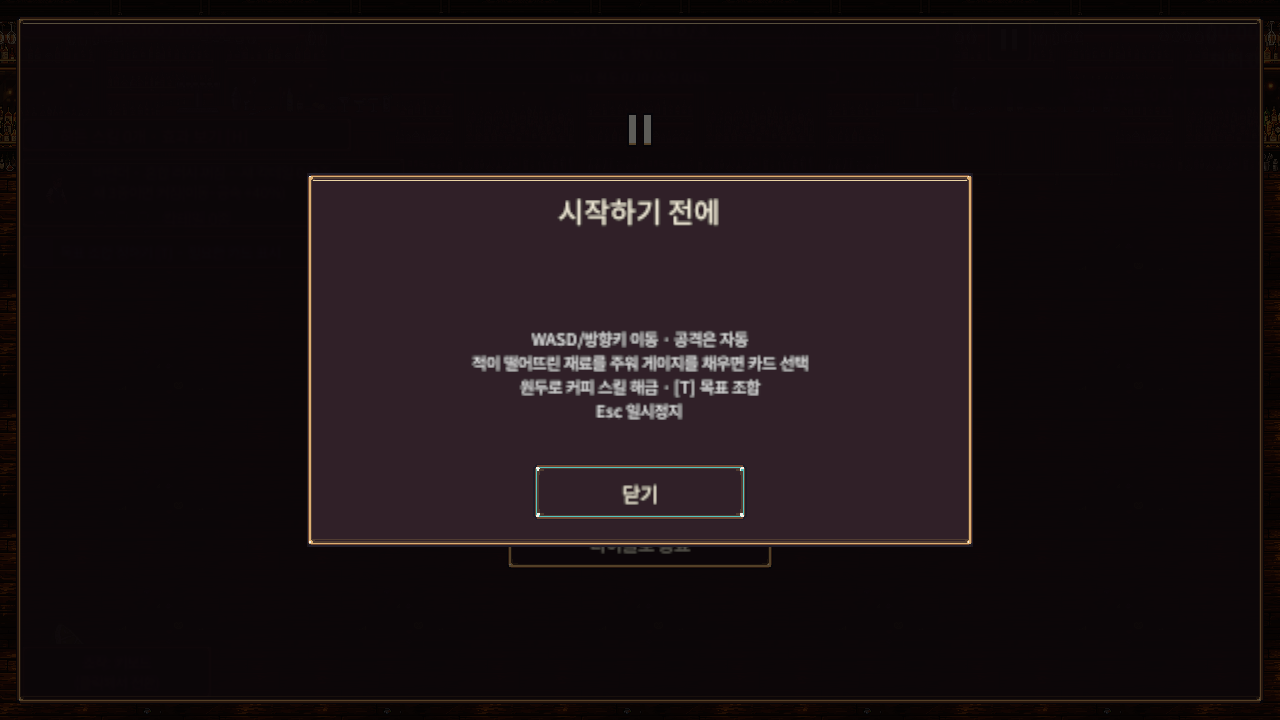 시작하기 전에
WASD/방향키 이동 · 공격은 자동
적이 떨어뜨린 재료를 주워 게이지를 채우면 카드 선택
원두로 커피 스킬 해금 · [T] 목표 조합
Esc 일시정지
닫기